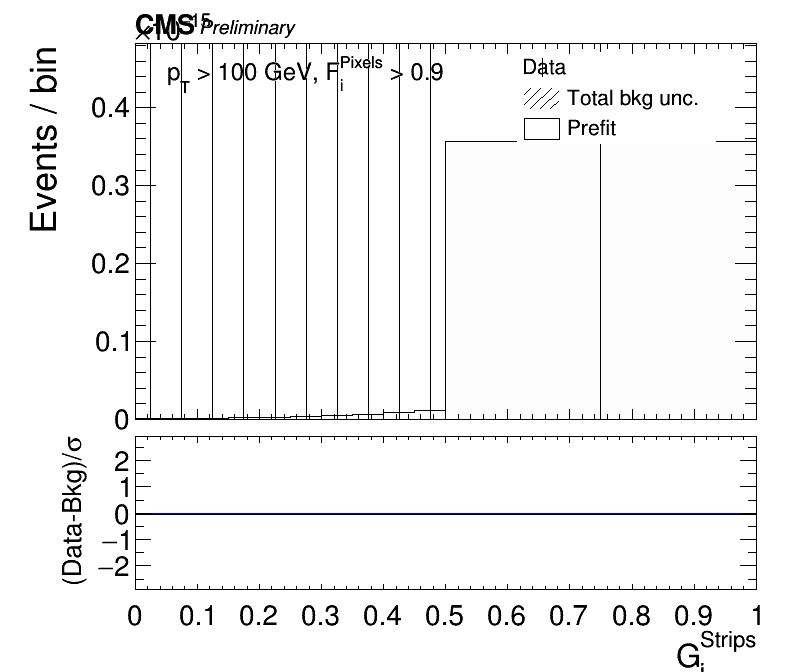 CMS Preliminary
×10^15
Events / bin
p_T > 100 GeV, F_i^Pixels > 0.9
Data
Total bkg unc.
Prefit
0.4
0.3
0.2
0.1
0
(Data-Bkg)/σ
2
1
0
−1
−2
0 0.1 0.2 0.3 0.4 0.5 0.6 0.7 0.8 0.9 1
G_i^Strips